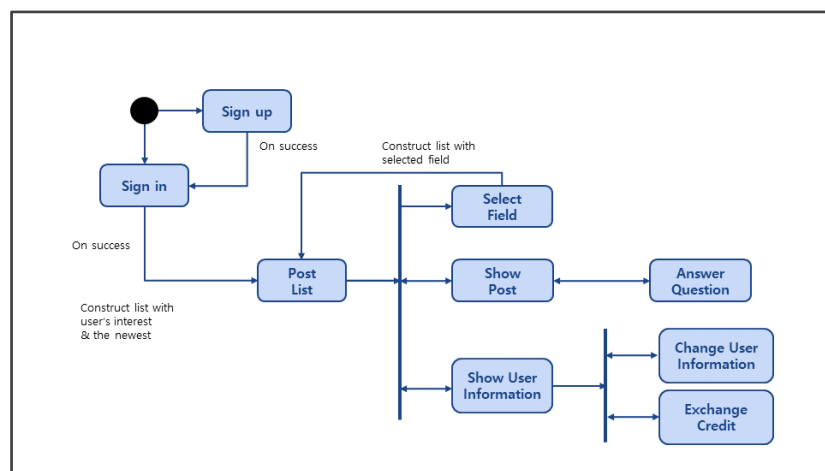 Sign up
On success
Construct list with
selected field
Sign in
Select
Field
On success
Post
List
Show
Post
Answer
Question
Construct list with
user's interest
& the newest
Show User
Information
Change User
Information
Exchange
Credit